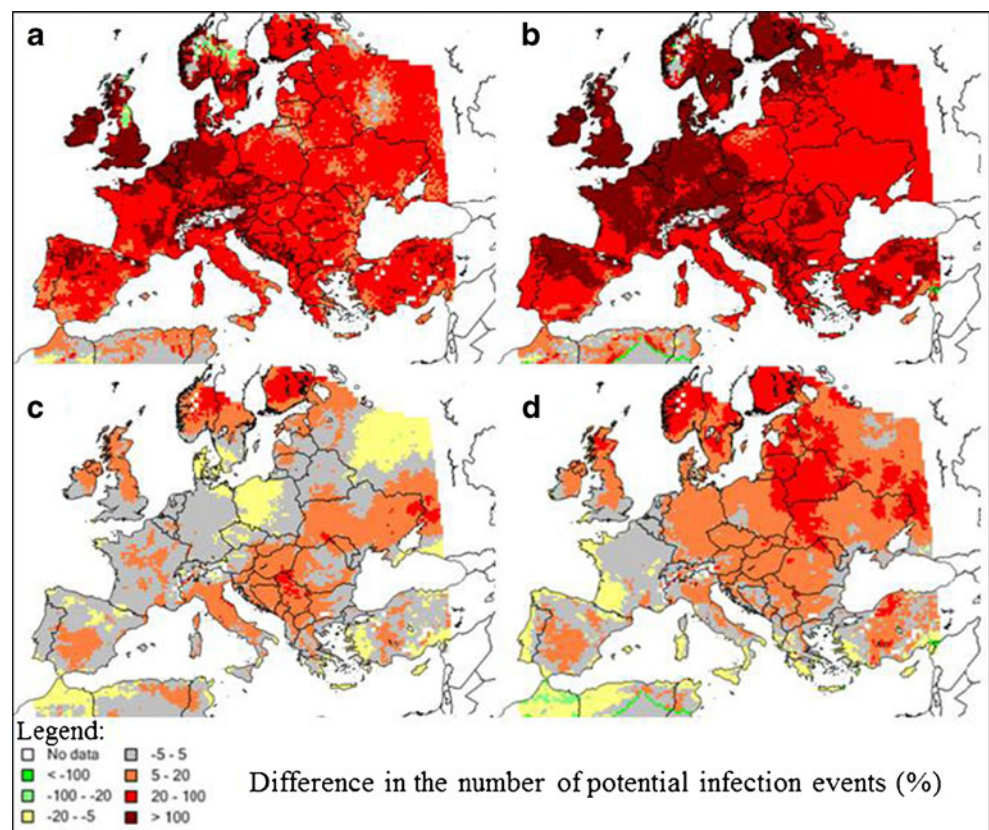 a
b
c
d
Legend:
No data
< -100
-100 - -20
-20 - -5
-5 - 5
5 - 20
20 - 100
> 100
Difference in the number of potential infection events (%)